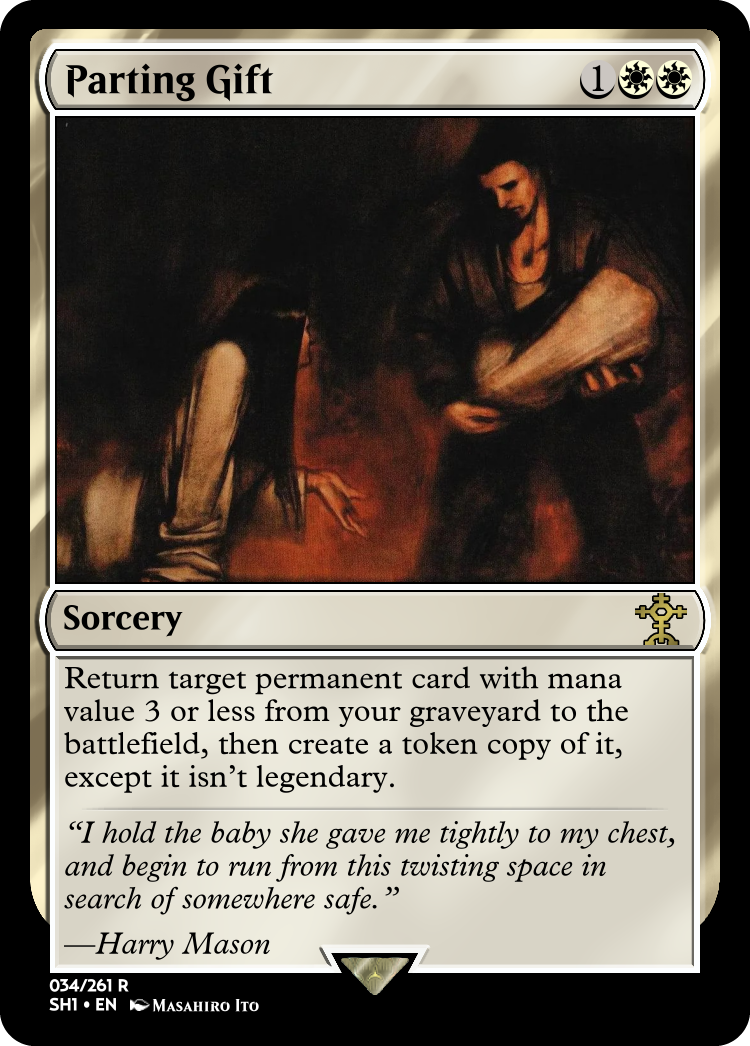 Parting Gift 1
Sorcery
Return target permanent card with mana
value 3 or less from your graveyard to the
battlefield, then create a token copy of it,
except it isn’t legendary.
“I hold the baby she gave me tightly to my chest,
and begin to run from this twisting space in
search of somewhere safe.”
—Harry Mason
034/261 R
SH1 • EN Masahiro Ito